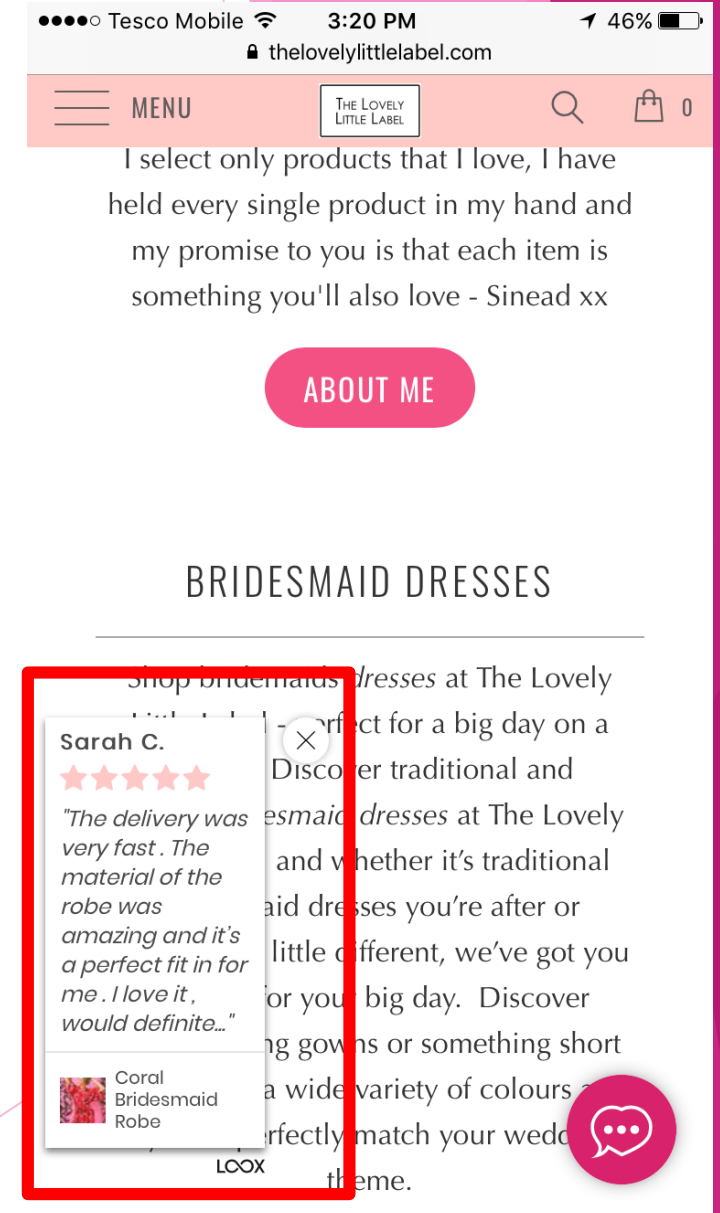 Tesco Mobile 3:20 PM 46%
thelovelylittlelabel.com
MENU
THE LOVELY
LITTLE LABEL
0
I select only products that I love, I have
held every single product in my hand and
my promise to you is that each item is
something you'll also love - Sinead xx
ABOUT ME
BRIDESMAID DRESSES
Shop bridemaids dresses at The Lovely
- perfect for a big day on a
Discover traditional and
dresses at The Lovely
and whether it's traditional
dresses you're after or
little different, we've got you
for your big day. Discover
gowns or something short
a wide variety of colours
perfectly match your
theme.
Sarah C.
"The delivery was
very fast . The
material of the
robe was
amazing and it's
a perfect fit in for
me . I love it ,
would definite..."
Coral
Bridesmaid
Robe
LOOX